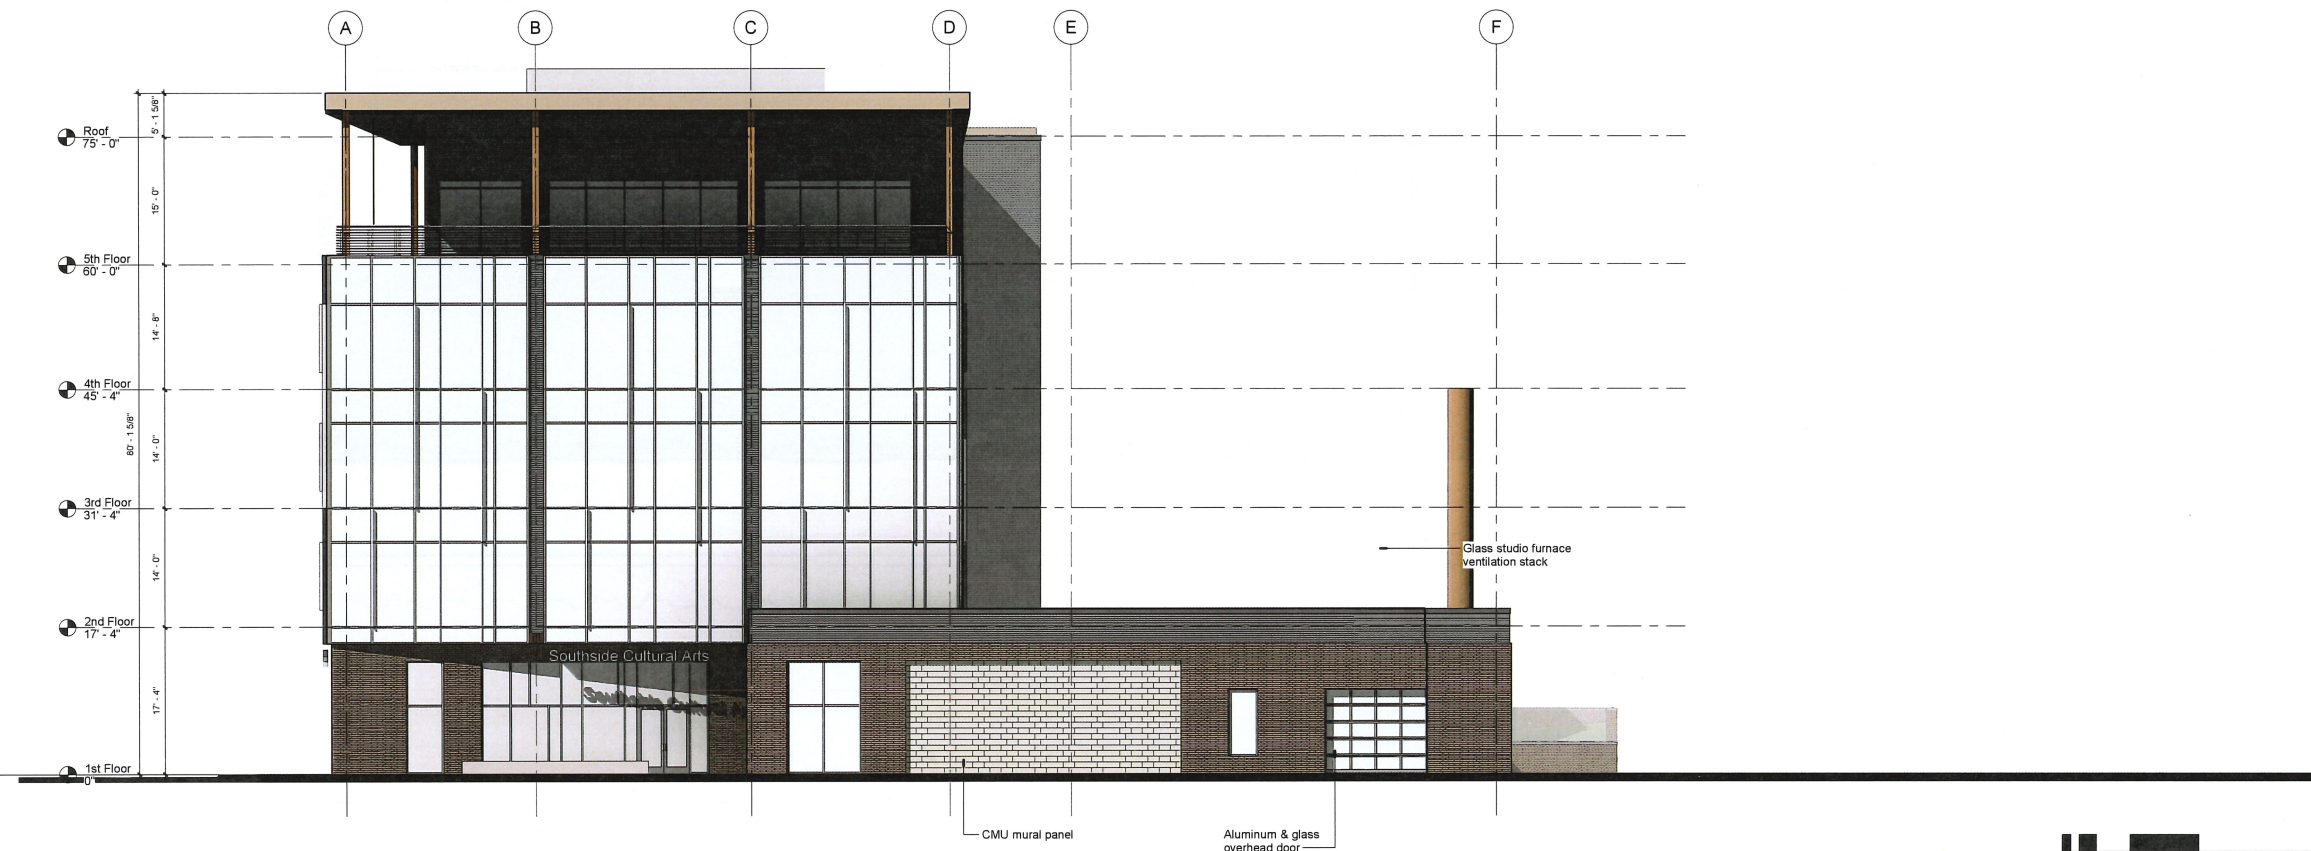 A B C D E F
5' - 1 5/8"
Roof
75' - 0"
15' - 0"
5th Floor
60' - 0"
14' - 8"
4th Floor
45' - 4"
80' - 1 5/8"
14' - 0"
3rd Floor
31' - 4"
14' - 0"
Glass studio furnace
ventilation stack
2nd Floor
17' - 4"
Southside Cultural Arts
17' - 4"
1st Floor
0"
CMU mural panel
Aluminum & glass
overhead door